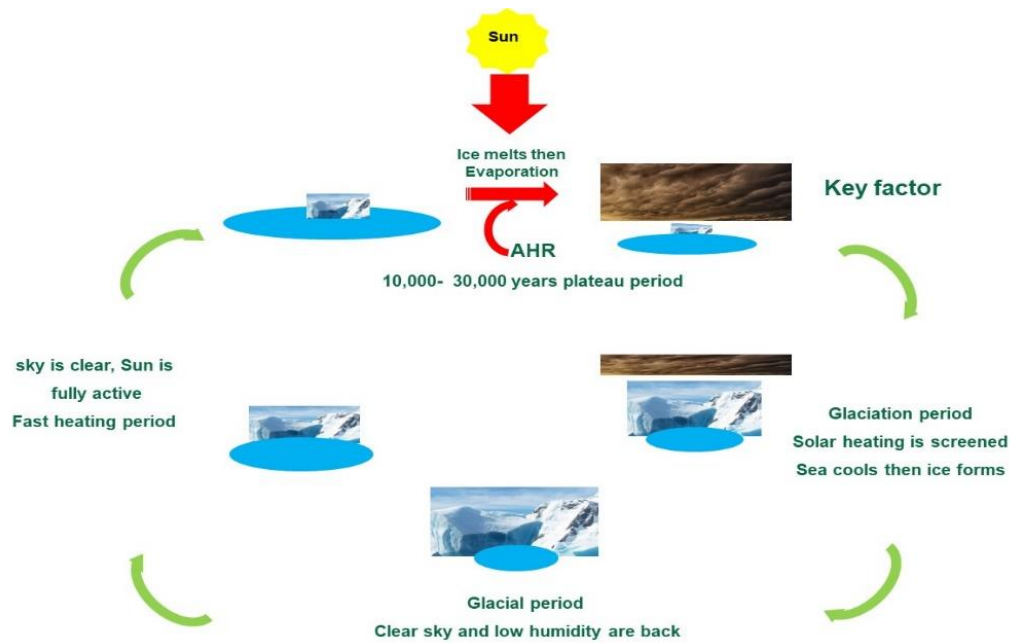 Sun
Ice melts then
Evaporation
Key factor
AHR
10,000- 30,000 years plateau period
sky is clear, Sun is
fully active
Fast heating period
Glaciation period
Solar heating is screened
Sea cools then ice forms
Glacial period
Clear sky and low humidity are back